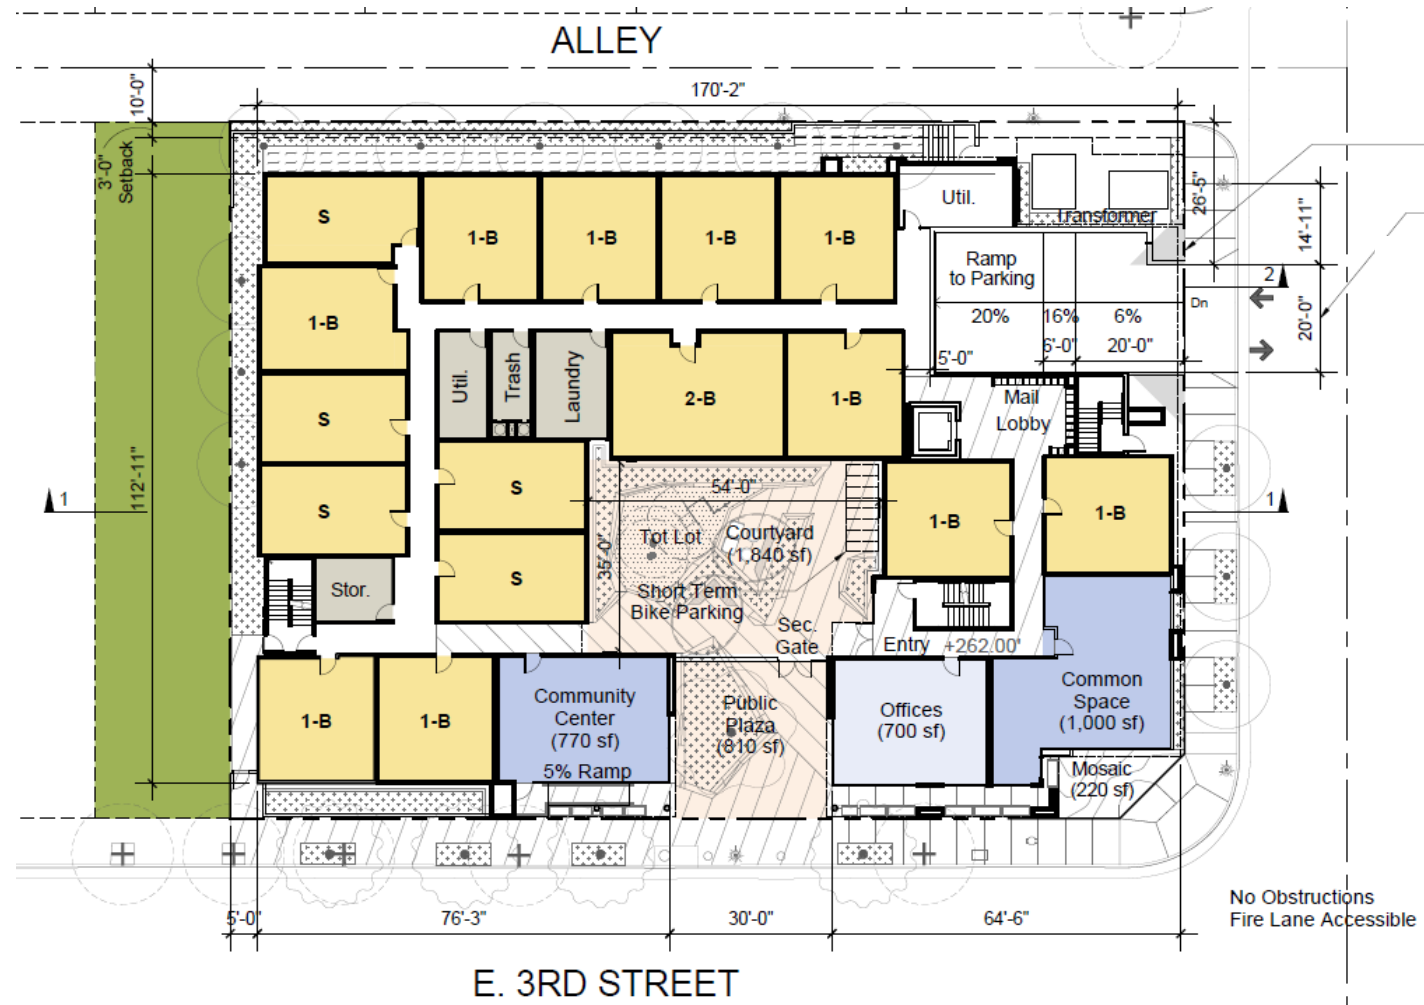 ALLEY
170'-2"
10'-0"
3'-0"
Setback
S
1-B
1-B
1-B
1-B
Util.
Transformer
26'-5"
14'-11"
Ramp
to Parking
2
Dn
20%
16%
6%
6'-0"
20'-0"
20'-0"
5'-0"
1-B
Util.
Trash
Laundry
2-B
1-B
Mail
Lobby
S
112'-11"
1
S
S
54'-0"
1-B
1-B
1
Tot Lot
Courtyard
(1,840 sf)
35'-0"
S
Stor.
Short Term
Bike Parking
Sec.
Gate
Entry
+262.00'
1-B
1-B
Community
Center
(770 sf)
5% Ramp
Public
Plaza
(810 sf)
Offices
(700 sf)
Common
Space
(1,000 sf)
Mosaic
(220 sf)
No Obstructions
Fire Lane Accessible
5'-0"
76'-3"
30'-0"
64'-6"
E. 3RD STREET